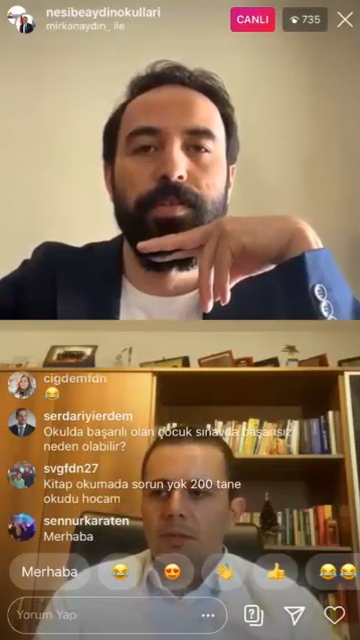 nesibeaydinokullari
mirkanaydin_ ile
CANLI
735
cigdemfdn
😂
serdariyierdem
Okulda başarılı olan çocuk sınavda başarısız
neden olabilir?
svgfdn27
Kitap okumada sorun yok 200 tane
okudu hocam
sennurkaraten
Merhaba
Merhaba 😂 😍 👏 👍 😂😂
Yorum Yap